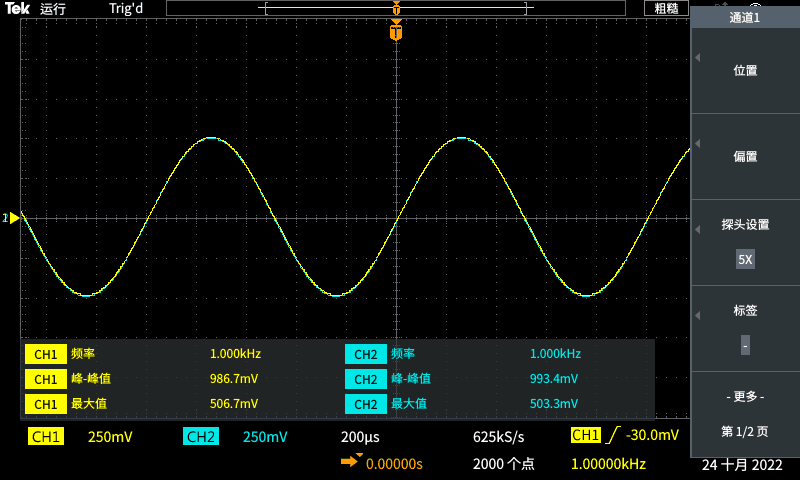 Tek 运行 Trig'd T 粗糙
T
通道1
位置
偏置
探头设置
5X
标签
-
- 更多 -
第 1/2 页
CH1 频率 1.000kHz CH2 频率 1.000kHz
CH1 峰-峰值 986.7mV CH2 峰-峰值 993.4mV
CH1 最大值 506.7mV CH2 最大值 503.3mV
CH1 250mV CH2 250mV 200µs 625kS/s CH1 -30.0mV
0.00000s 2000 个点 1.00000kHz 24 十月 2022